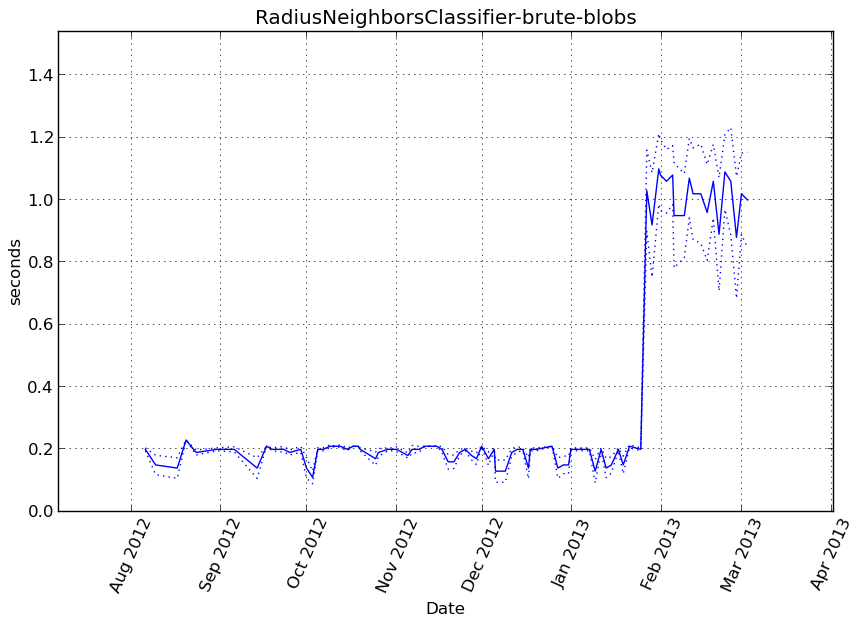 RadiusNeighborsClassifier-brute-blobs
1.4
1.2
1.0
0.8
0.6
0.4
0.2
0.0
seconds
Aug 2012
Sep 2012
Oct 2012
Nov 2012
Dec 2012
Jan 2013
Feb 2013
Mar 2013
Apr 2013
Date